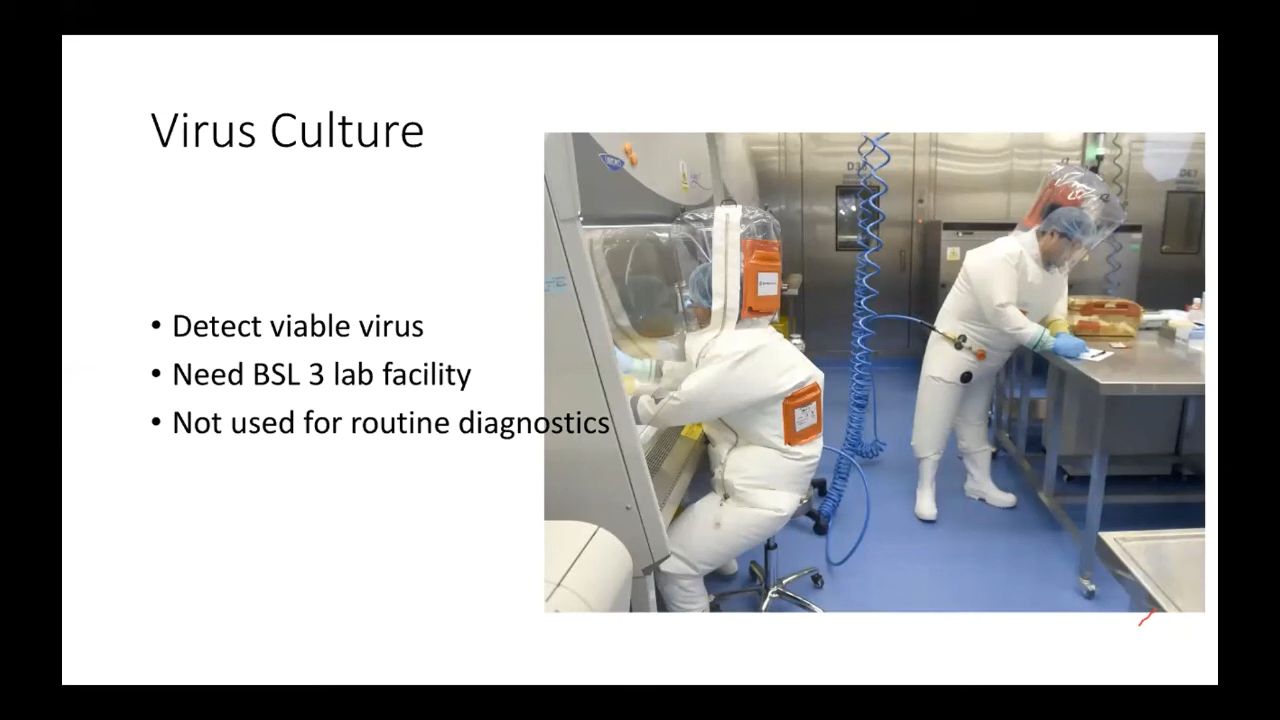 Virus Culture
• Detect viable virus
• Need BSL 3 lab facility
• Not used for routine diagnostics